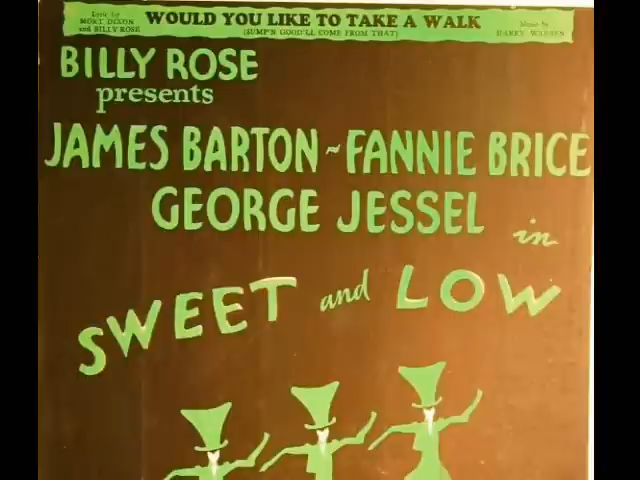 WOULD YOU LIKE TO TAKE A WALK
(SUMP'N GOOD'LL COME FROM THAT)
Lyric by
MORT DIXON
and BILLY ROSE
Music by
HARRY WARREN
BILLY ROSE
presents
JAMES BARTON ~ FANNIE BRICE
GEORGE JESSEL
in
SWEET and LOW